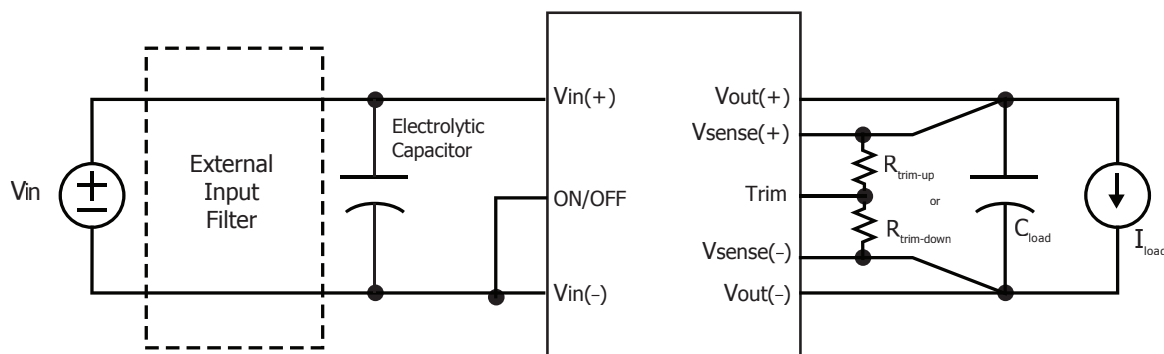 Vin
External
Input
Filter
Electrolytic
Capacitor
Vin(+)
ON/OFF
Vin(−)
Vout(+)
Vsense(+)
Trim
Vsense(−)
Vout(−)
Rtrim-up
or
Rtrim-down
Cload
Iload